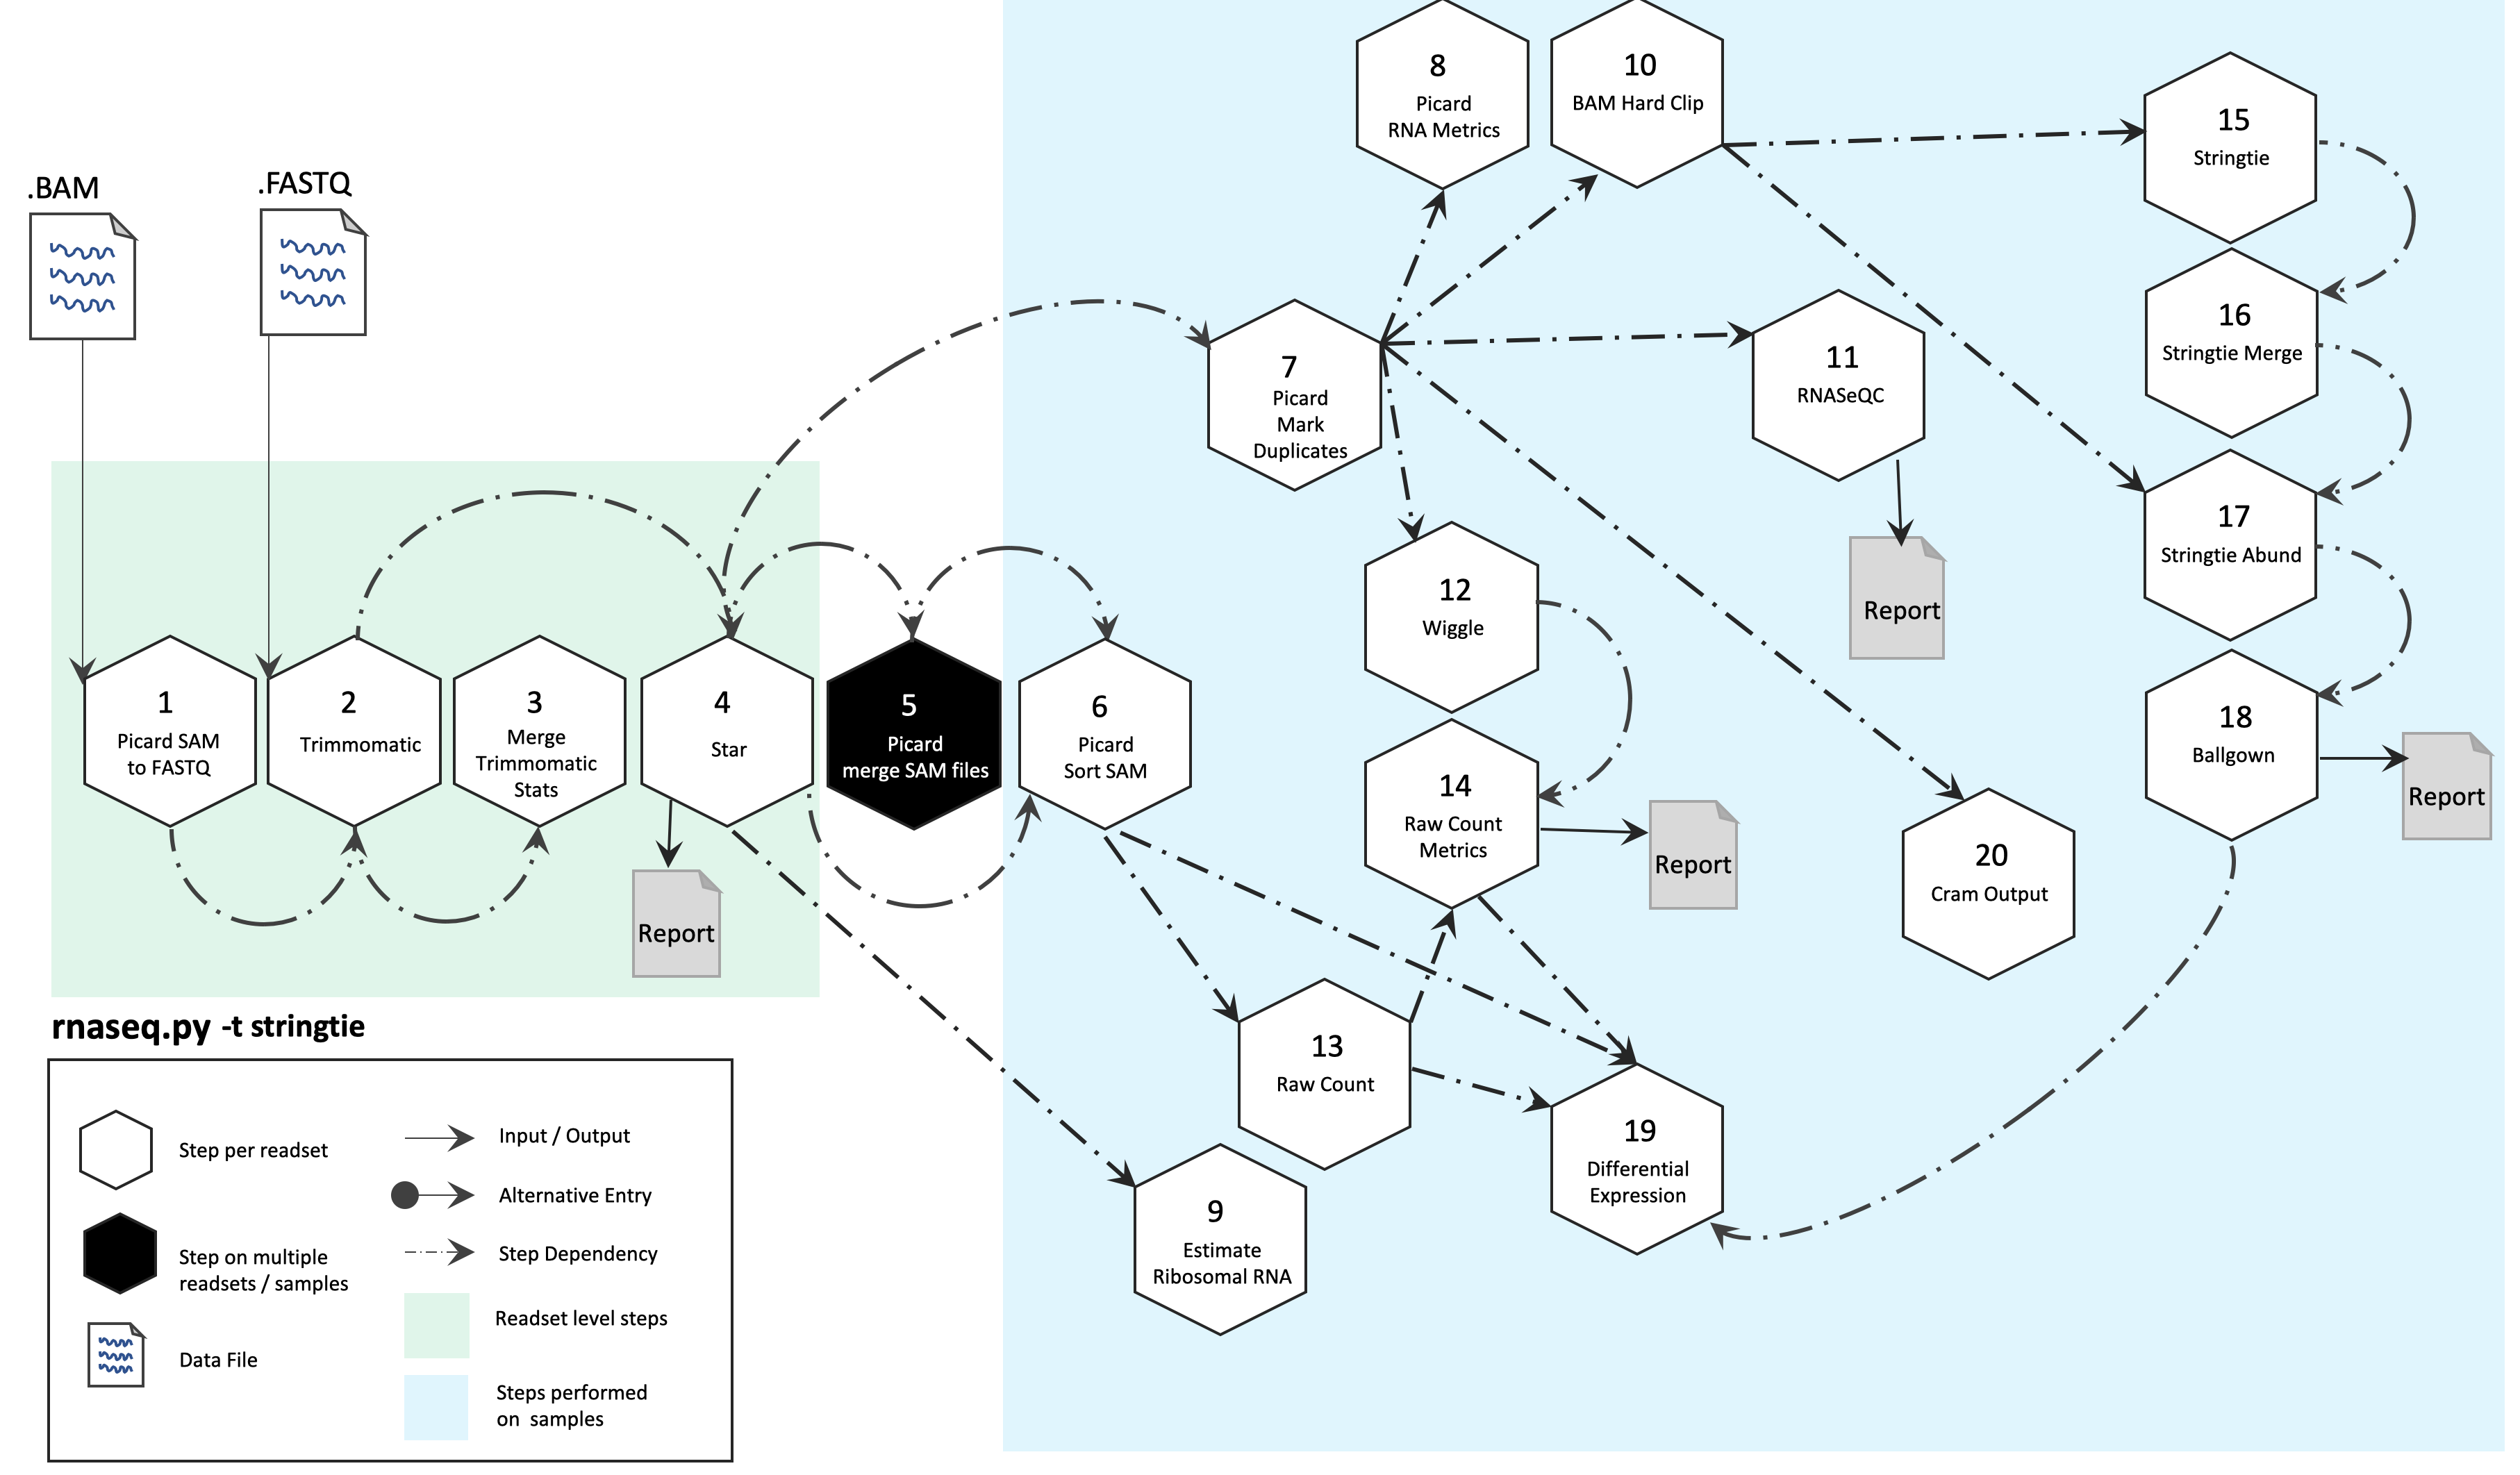 8
Picard
RNA Metrics
10
BAM Hard Clip
15
Stringtie
.BAM
.FASTQ
16
Stringtie Merge
7
Picard
Mark
Duplicates
11
RNASeQC
17
Stringtie Abund
12
Wiggle
Report
1
Picard SAM
to FASTQ
2
Trimmomatic
3
Merge
Trimmomatic
Stats
4
Star
5
Picard
merge SAM files
6
Picard
Sort SAM
14
Raw Count
Metrics
18
Ballgown
Report
Report
20
Cram Output
Report
rnaseq.py -t stringtie
13
Raw Count
19
Differential
Expression
9
Estimate
Ribosomal RNA
Step per readset
Step on multiple
readsets / samples
Data File
Input / Output
Alternative Entry
Step Dependency
Readset level steps
Steps performed
on samples